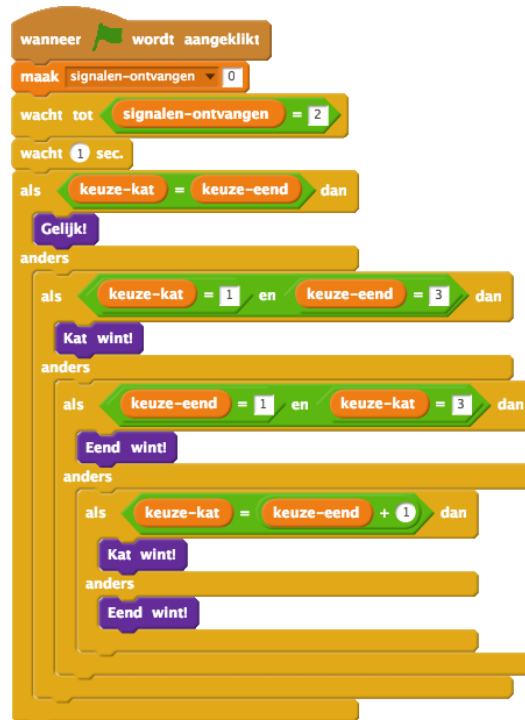 wanneer wordt aangeklikt
maak signalen-ontvangen 0
wacht tot signalen-ontvangen = 2
wacht 1 sec.
als keuze-kat = keuze-eend dan
Gelijk!
anders
als keuze-kat = 1 en keuze-eend = 3 dan
Kat wint!
anders
als keuze-eend = 1 en keuze-kat = 3 dan
Eend wint!
anders
als keuze-kat = keuze-eend + 1 dan
Kat wint!
anders
Eend wint!